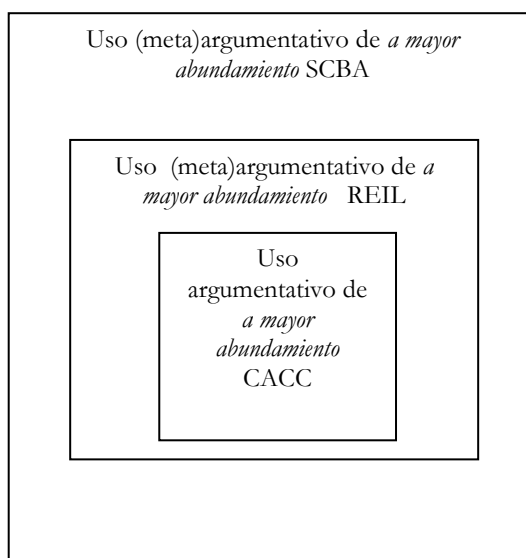 Uso (meta)argumentativo de a mayor
abundamiento SCBA
Uso (meta)argumentativo de a
mayor abundamiento REIL
Uso
argumentativo de
a mayor
abundamiento
CACC